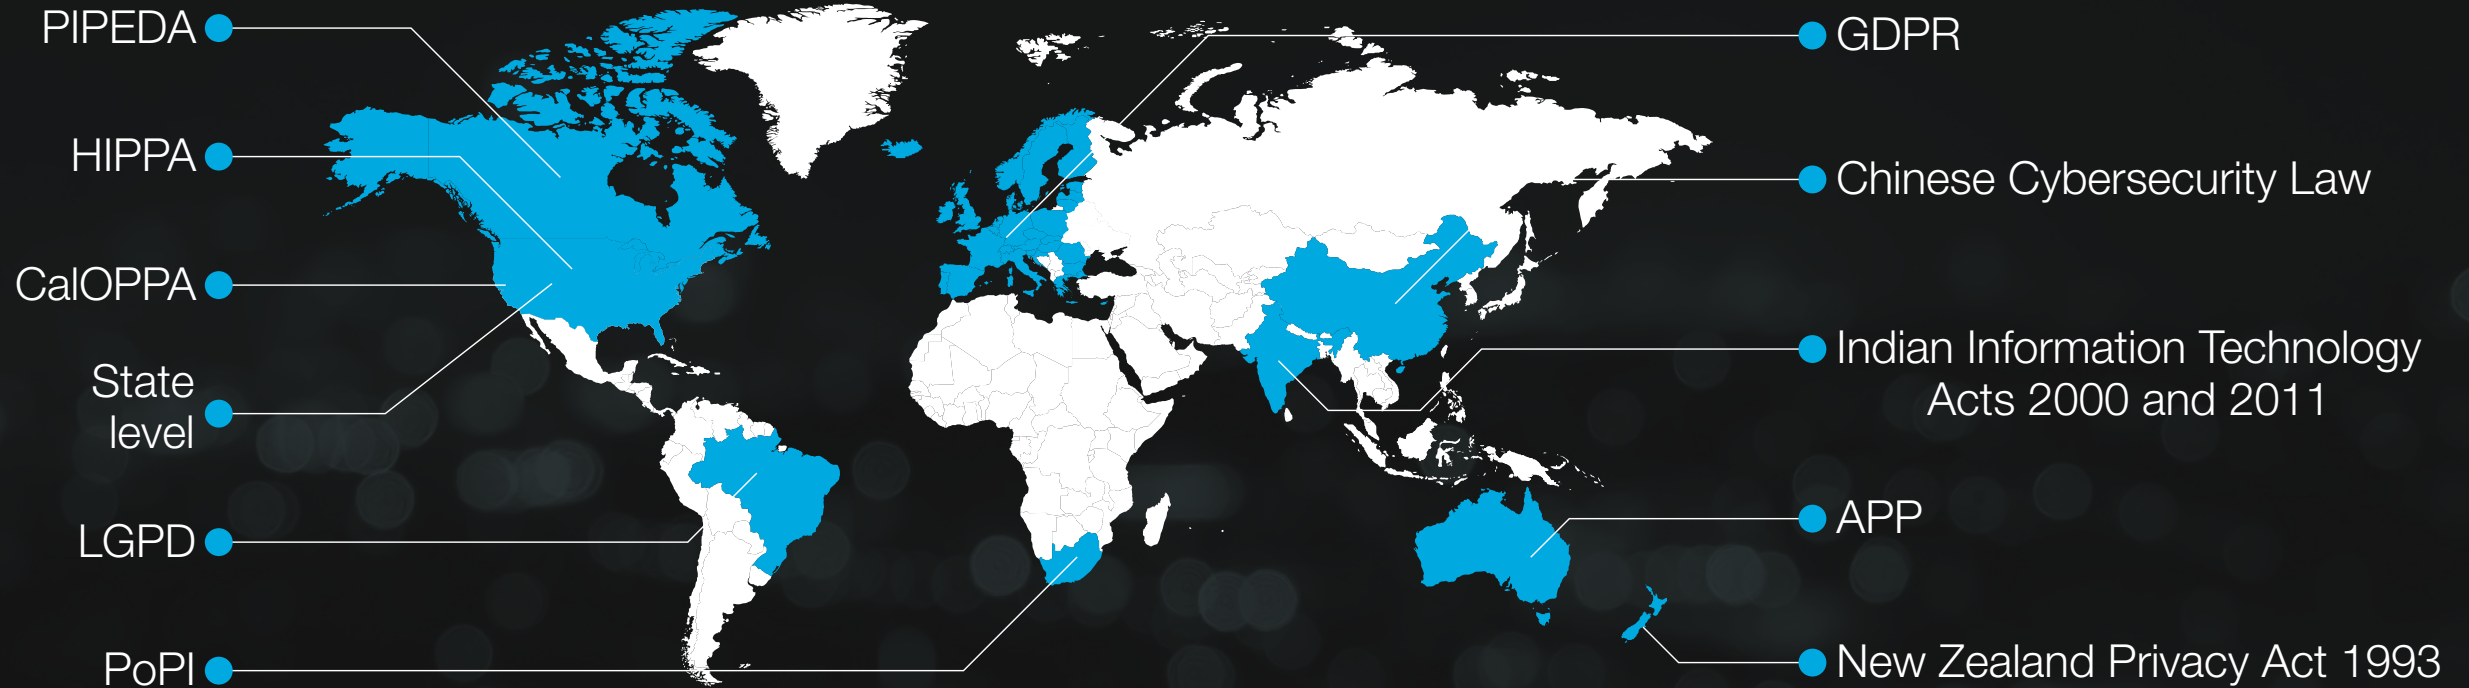 PIPEDA
HIPPA
CalOPPA
State
level
LGPD
PoPI
GDPR
Chinese Cybersecurity Law
Indian Information Technology
Acts 2000 and 2011
APP
New Zealand Privacy Act 1993